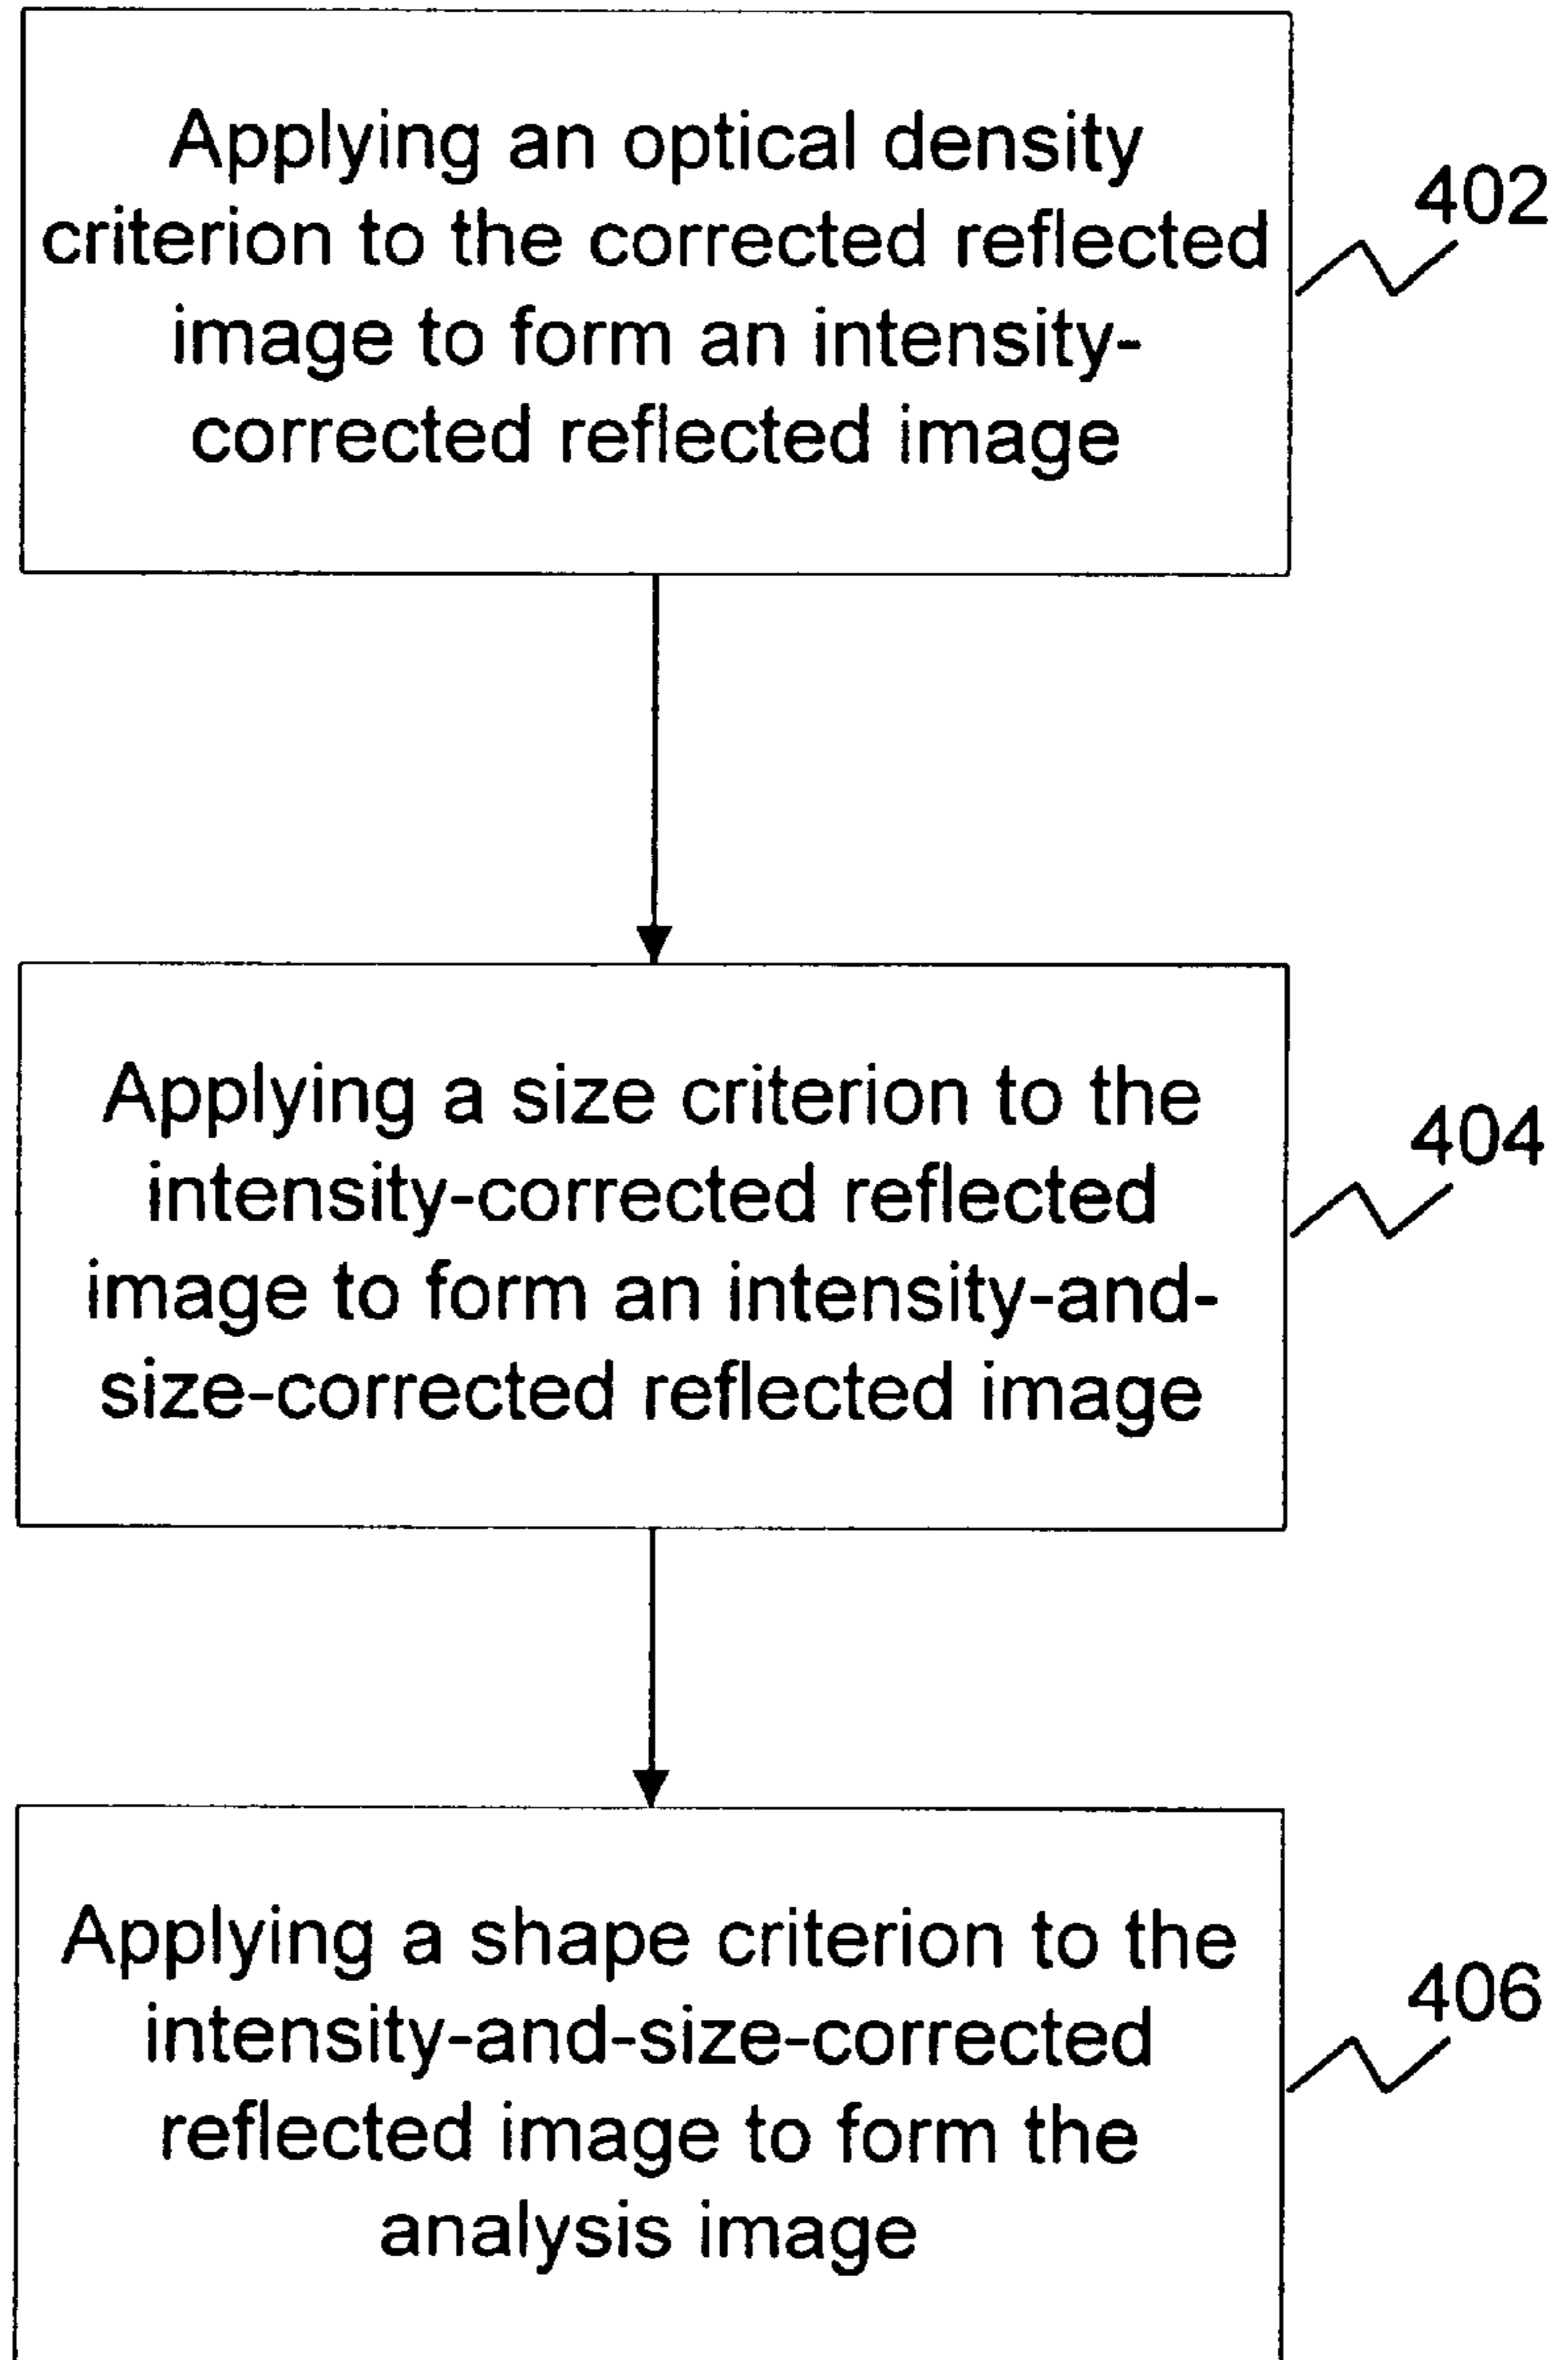 Applying an optical density
criterion to the corrected reflected
image to form an intensity-
corrected reflected image
402
Applying a size criterion to the
intensity-corrected reflected
image to form an intensity-and-
size-corrected reflected image
404
Applying a shape criterion to the
intensity-and-size-corrected
reflected image to form the
analysis image
406